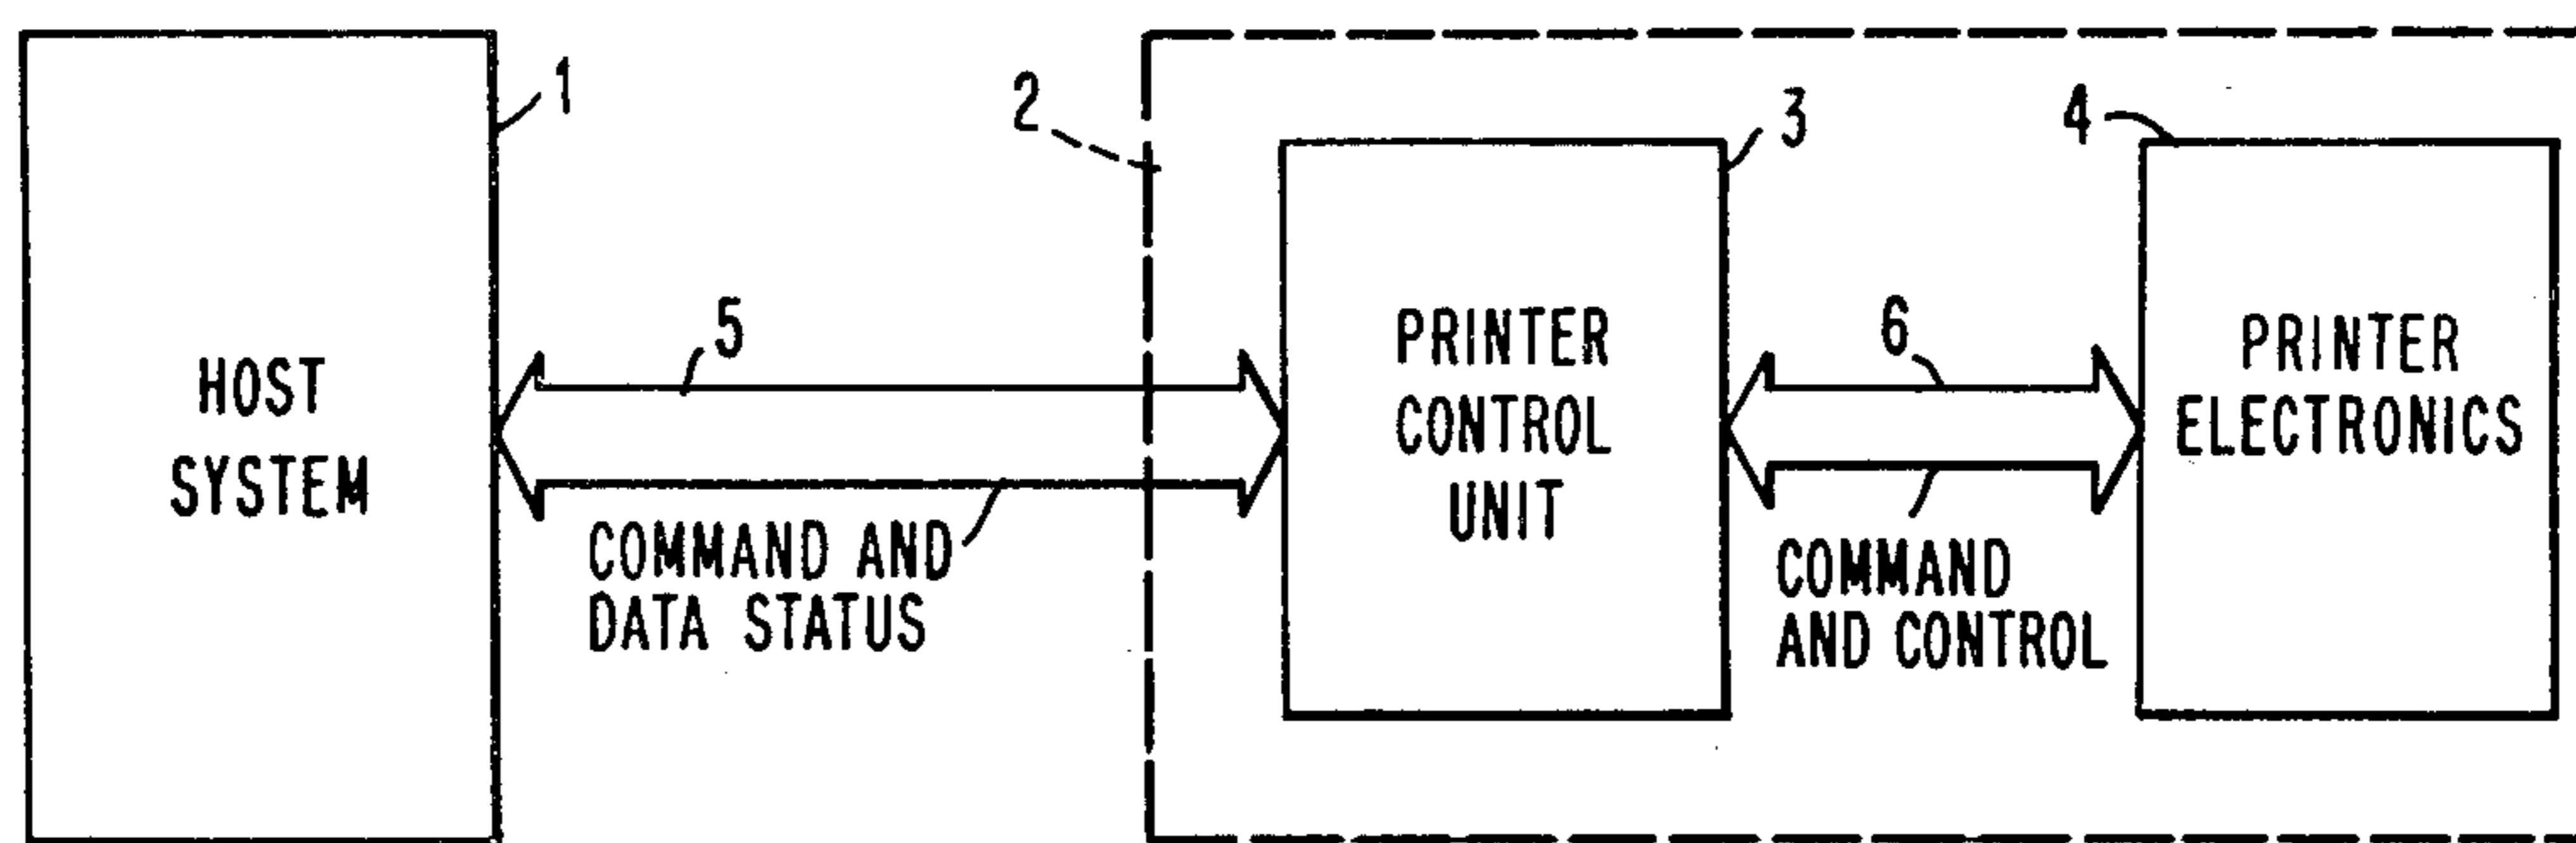 1
2
3
4
5
6
HOST
SYSTEM
COMMAND AND
DATA STATUS
PRINTER
CONTROL
UNIT
COMMAND
AND CONTROL
PRINTER
ELECTRONICS